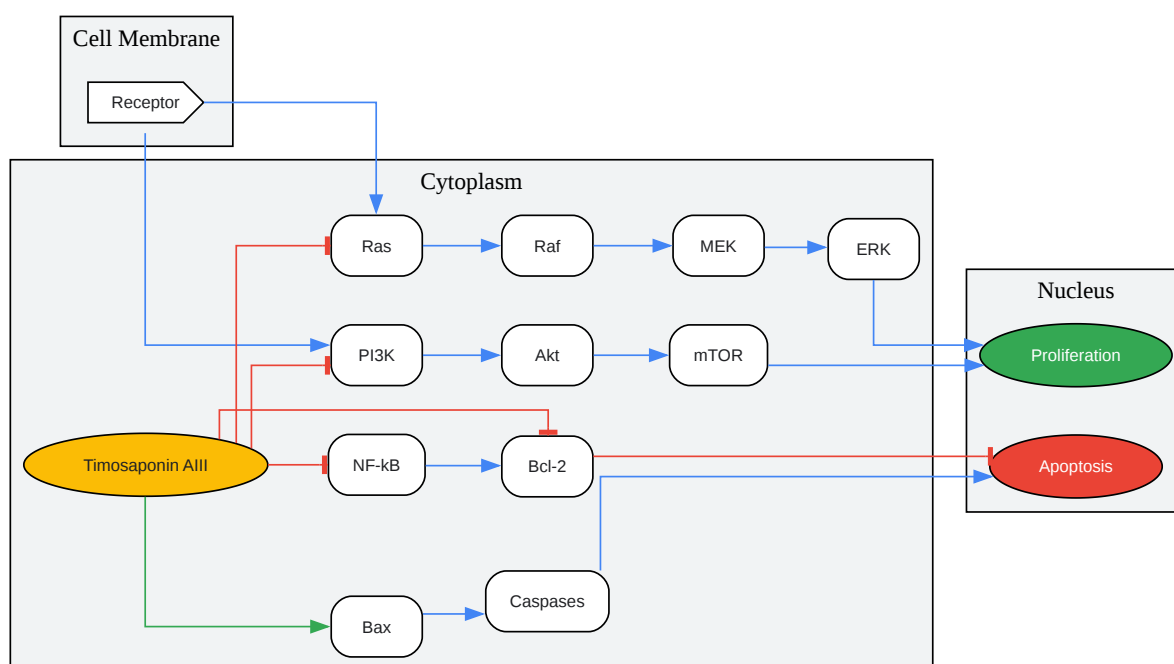 Cell Membrane
Receptor
Cytoplasm
Ras
Raf
MEK
ERK
Nucleus
PI3K
Akt
mTOR
Proliferation
Timosaponin AIII
NF-kB
Bcl-2
Apoptosis
Caspases
Bax